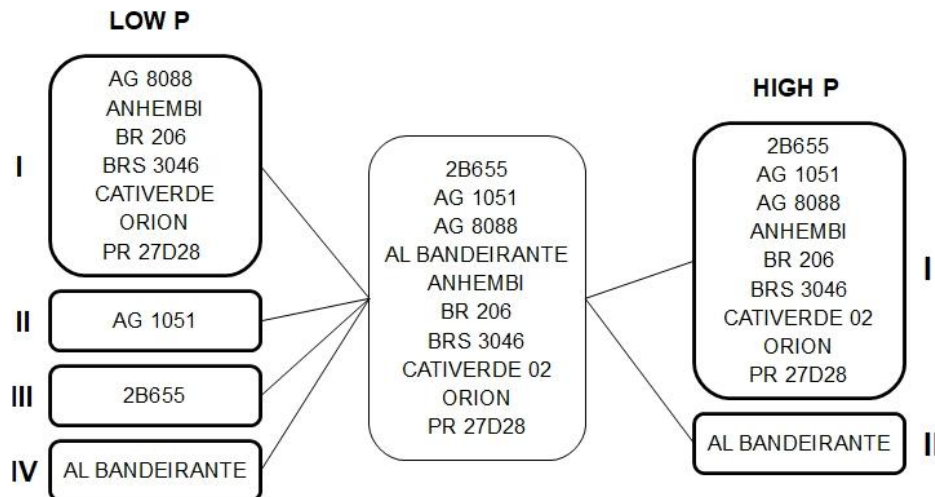 LOW P
I
AG 8088
ANHEMBI
BR 206
BRS 3046
CATIVERDE
ORION
PR 27D28
II
AG 1051
III
2B655
IV
AL BANDEIRANTE
2B655
AG 1051
AG 8088
AL BANDEIRANTE
ANHEMBI
BR 206
BRS 3046
CATIVERDE 02
ORION
PR 27D28
HIGH P
2B655
AG 1051
AG 8088
ANHEMBI
BR 206
BRS 3046
CATIVERDE 02
ORION
PR 27D28
I
AL BANDEIRANTE
II